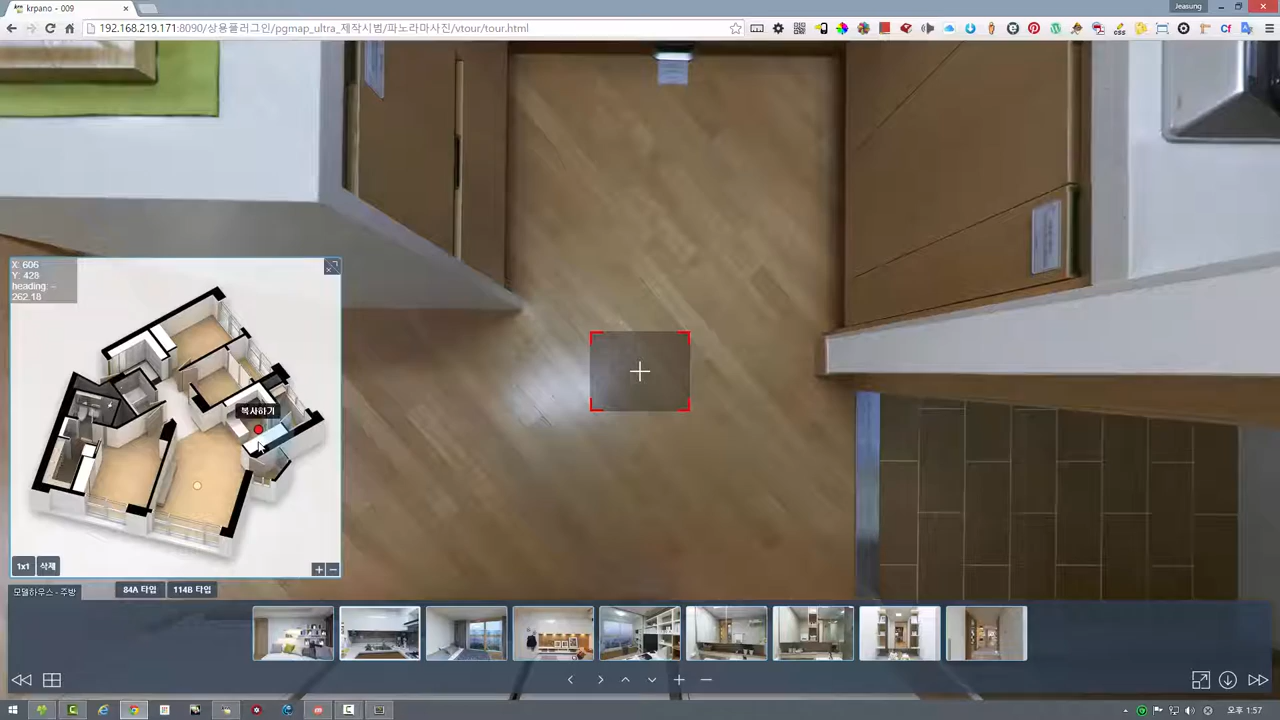 krpano - 009
Jeasung
192.168.219.171:8090/상용플러그인/pgmap_ultra_제작시범/파노라마사진/vtour/tour.html
X: 606
Y: 428
heading: -
262.18
복사하기
1x1 삭제
모델하우스 - 주방
84A 타입
114B 타입
오후 1:57